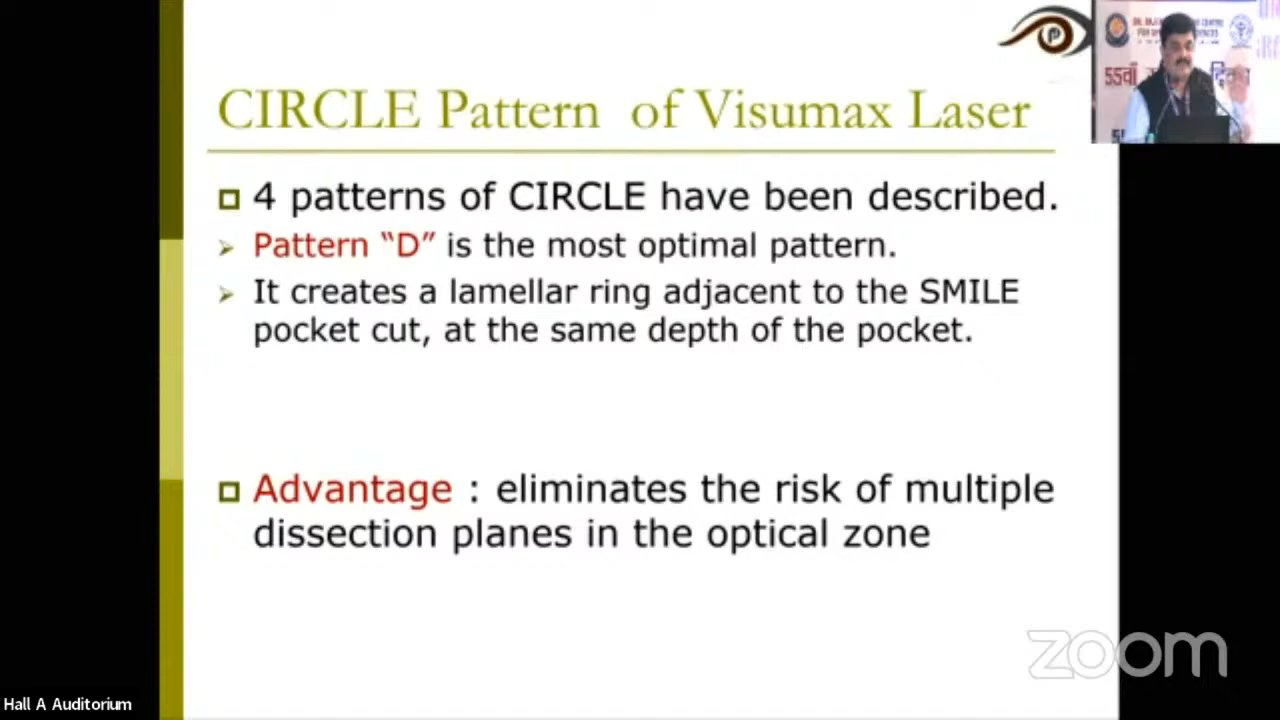 CIRCLE Pattern of Visumax Laser
4 patterns of CIRCLE have been described.
Pattern “D” is the most optimal pattern.
It creates a lamellar ring adjacent to the SMILE
pocket cut, at the same depth of the pocket.
Advantage : eliminates the risk of multiple
dissection planes in the optical zone
zoom
Hall A Auditorium
55वाँ